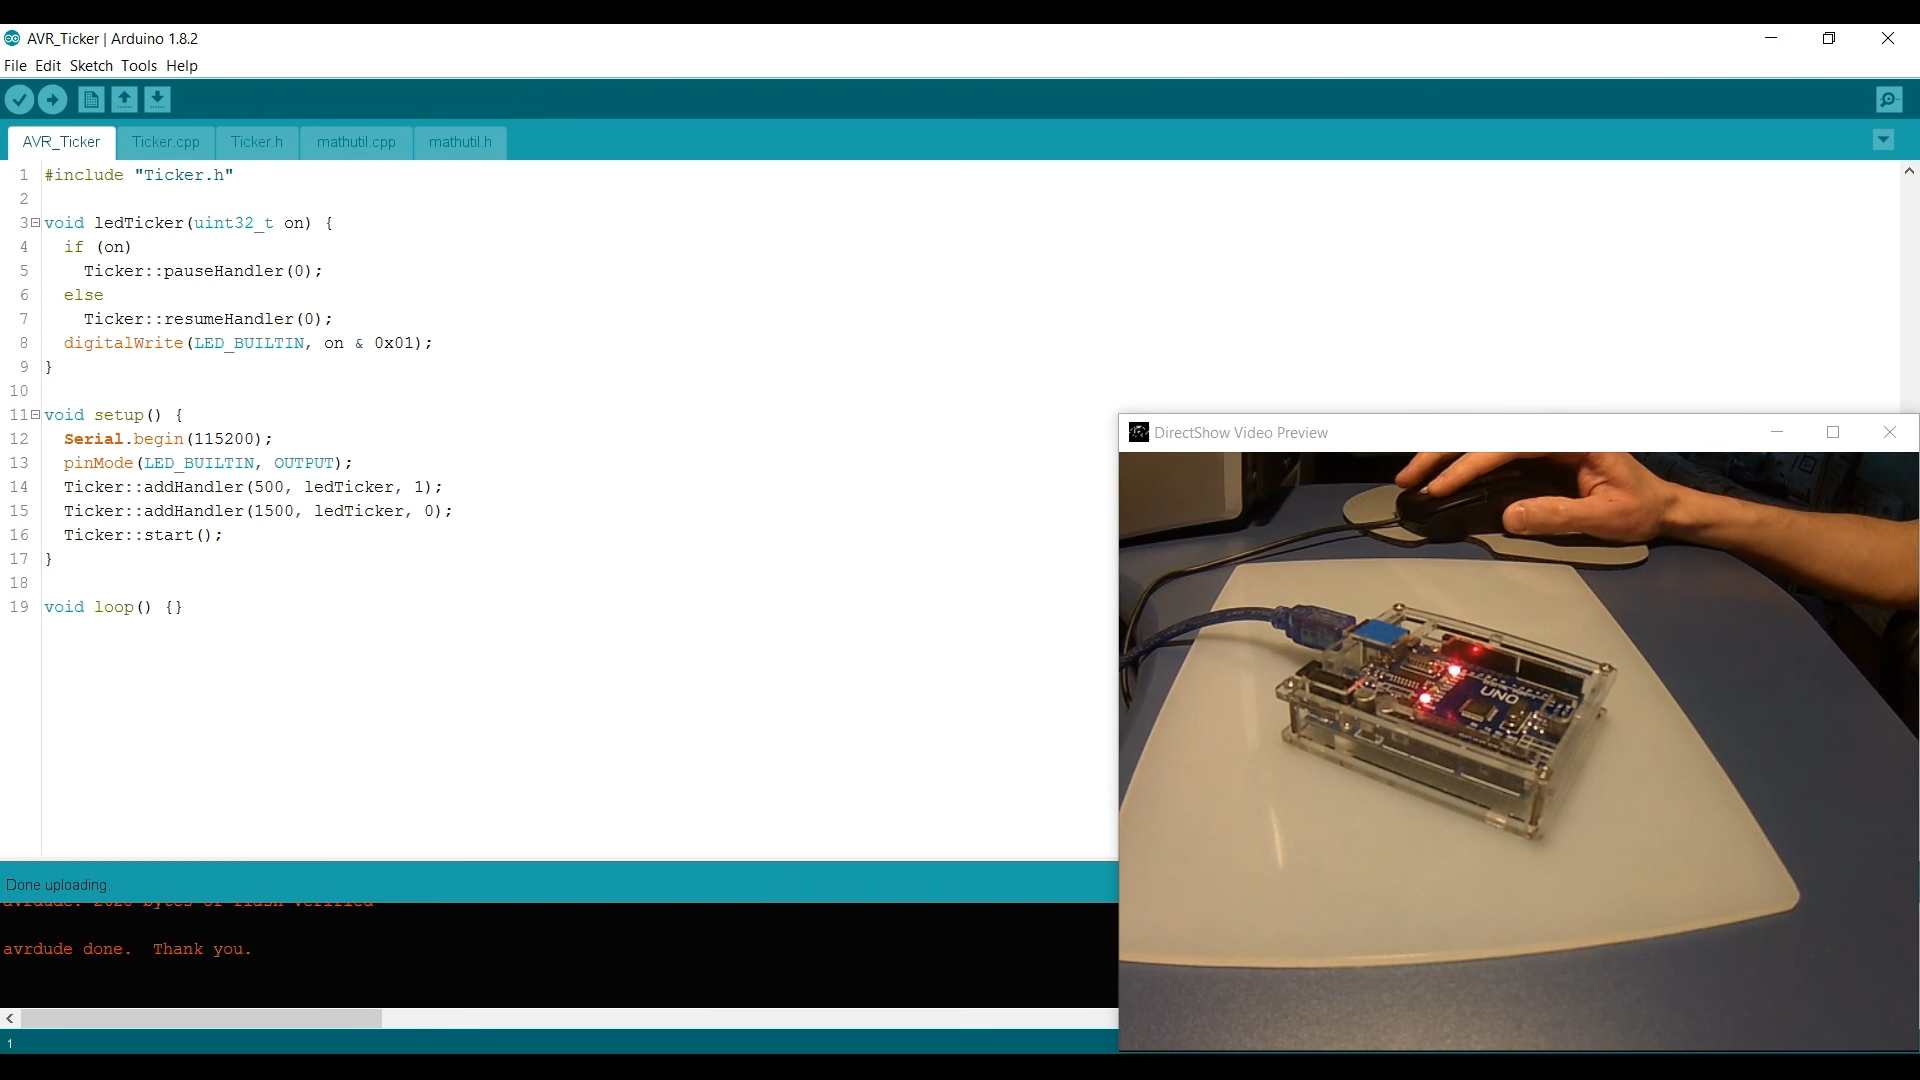 AVR_Ticker | Arduino 1.8.2
File Edit Sketch Tools Help
AVR_Ticker Ticker.cpp Ticker.h mathutil.cpp mathutil.h
1 #include "Ticker.h"
2
3 void ledTicker(uint32_t on) {
4 if (on)
5 Ticker::pauseHandler(0);
6 else
7 Ticker::resumeHandler(0);
8 digitalWrite(LED_BUILTIN, on & 0x01);
9 }
10
11 void setup() {
12 Serial.begin(115200);
13 pinMode(LED_BUILTIN, OUTPUT);
14 Ticker::addHandler(500, ledTicker, 1);
15 Ticker::addHandler(1500, ledTicker, 0);
16 Ticker::start();
17 }
18
19 void loop() {}
DirectShow Video Preview
UNO
Done uploading.
avrdude done. Thank you.
1